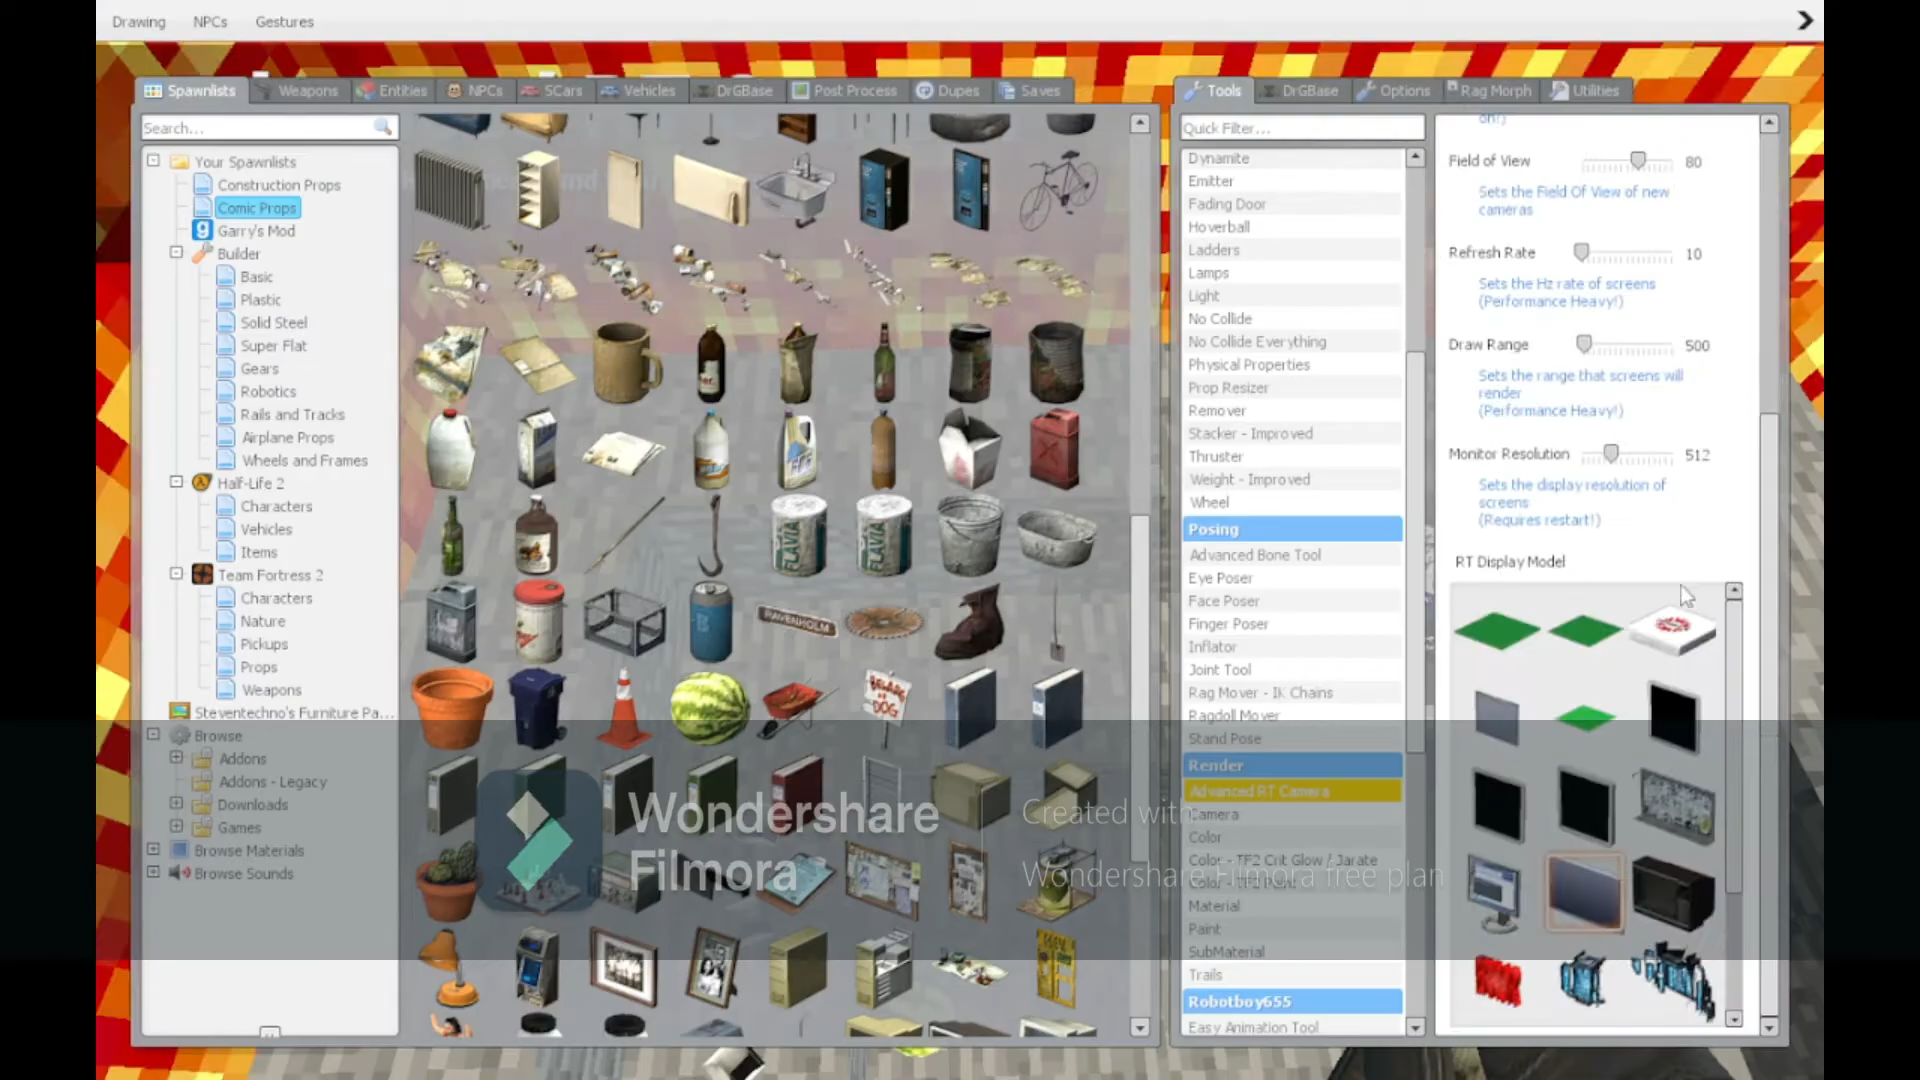 Drawing NPCs Gestures
Spawnlists Weapons Entities NPCs SCars Vehicles DrGBase Post Process Dupes Saves
Tools DrGBase Options Rag Morph Utilities
Search...
Your Spawnlists
Construction Props
Comic Props
Garry's Mod
Builder
Basic
Plastic
Solid Steel
Super Flat
Gears
Robotics
Rails and Tracks
Airplane Props
Wheels and Frames
Half-Life 2
Characters
Vehicles
Items
Team Fortress 2
Characters
Nature
Pickups
Props
Weapons
Steventechno's Furniture Pa...
Browse
Addons
Addons - Legacy
Downloads
Games
Browse Materials
Browse Sounds
FLAVIA
FLAVIA
RAVENHOLM
BEWARE
OF
DOG
Wondershare
Filmora
Created with
Wondershare Filmora free plan
Quick Filter...
Dynamite
Emitter
Fading Door
Hoverball
Ladders
Lamps
Light
No Collide
No Collide Everything
Physical Properties
Prop Resizer
Remover
Stacker - Improved
Thruster
Weight - Improved
Wheel
Posing
Advanced Bone Tool
Eye Poser
Face Poser
Finger Poser
Inflator
Joint Tool
Rag Mover - IK Chains
Ragdoll Mover
Stand Pose
Render
Advanced RT Camera
Camera
Color
Color - TF2 Crit Glow / Jarate
Color - TF2 Paint
Material
Paint
SubMaterial
Trails
Robotboy655
Easy Animation Tool
on!)
Field of View 80
Sets the Field Of View of new
cameras
Refresh Rate 10
Sets the Hz rate of screens
(Performance Heavy!)
Draw Range 500
Sets the range that screens will
render
(Performance Heavy!)
Monitor Resolution 512
Sets the display resolution of
screens
(Requires restart!)
RT Display Model